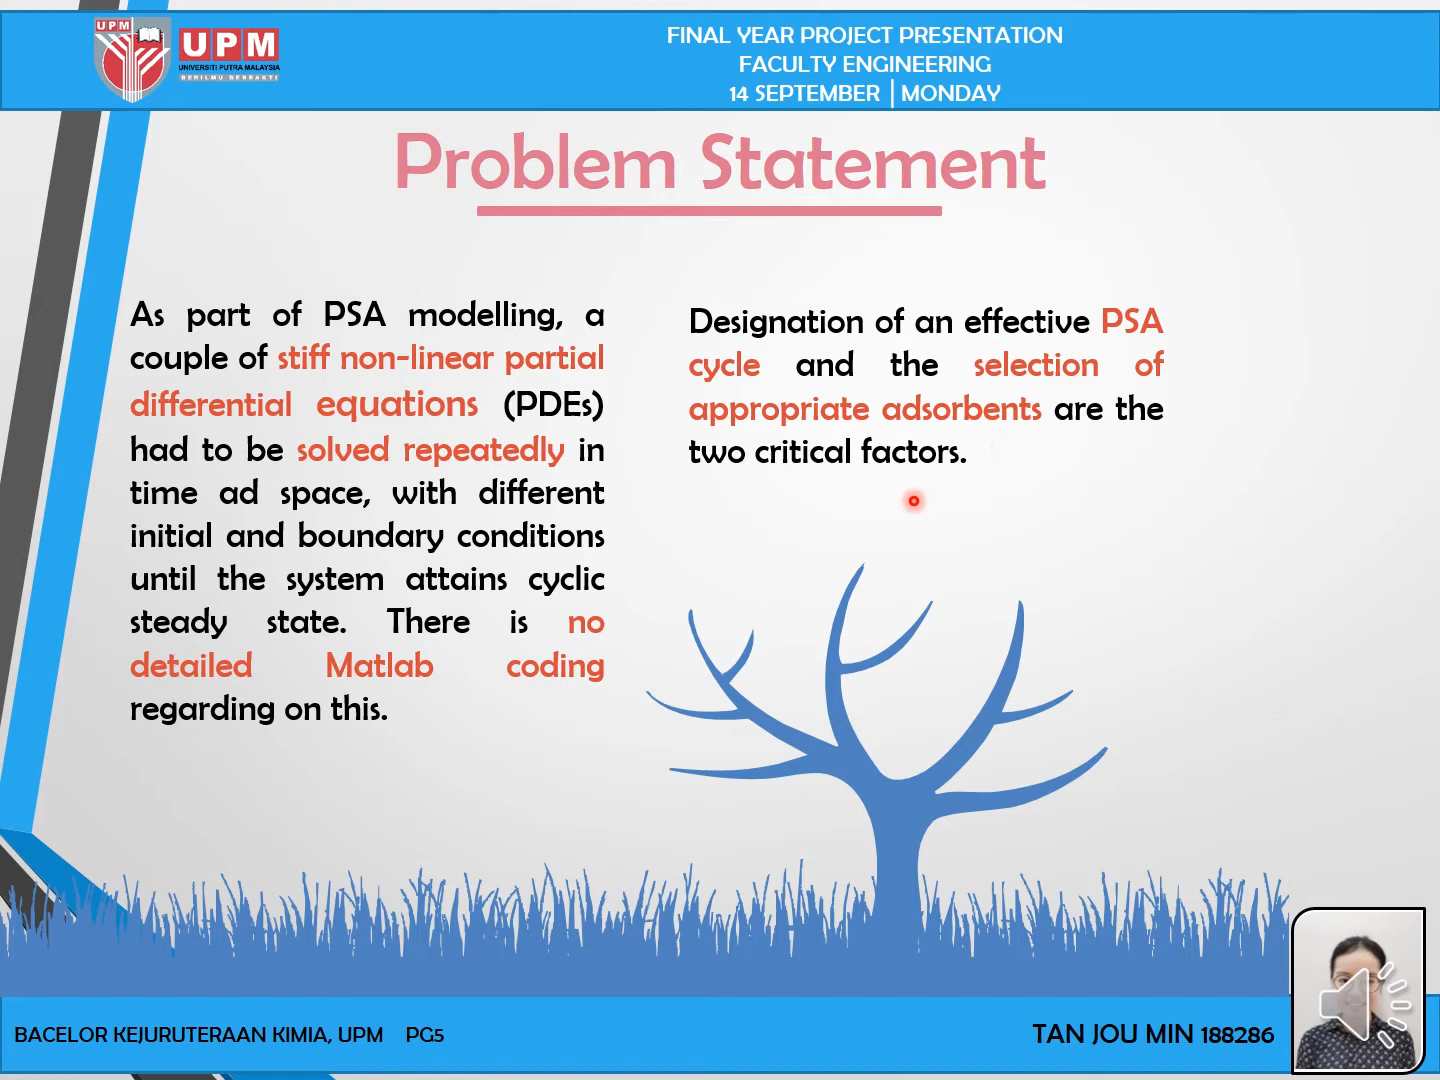 UPM
UPM
UNIVERSITI PUTRA MALAYSIA
BERILMU BERBAKTI
FINAL YEAR PROJECT PRESENTATION
FACULTY ENGINEERING
14 SEPTEMBER | MONDAY
Problem Statement
As part of PSA modelling, a
couple of stiff non-linear partial
differential equations (PDEs)
had to be solved repeatedly in
time ad space, with different
initial and boundary conditions
until the system attains cyclic
steady state. There is no
detailed Matlab coding
regarding on this.
Designation of an effective PSA
cycle and the selection of
appropriate adsorbents are the
two critical factors.
BACELOR KEJURUTERAAN KIMIA, UPM PG5
TAN JOU MIN 188286